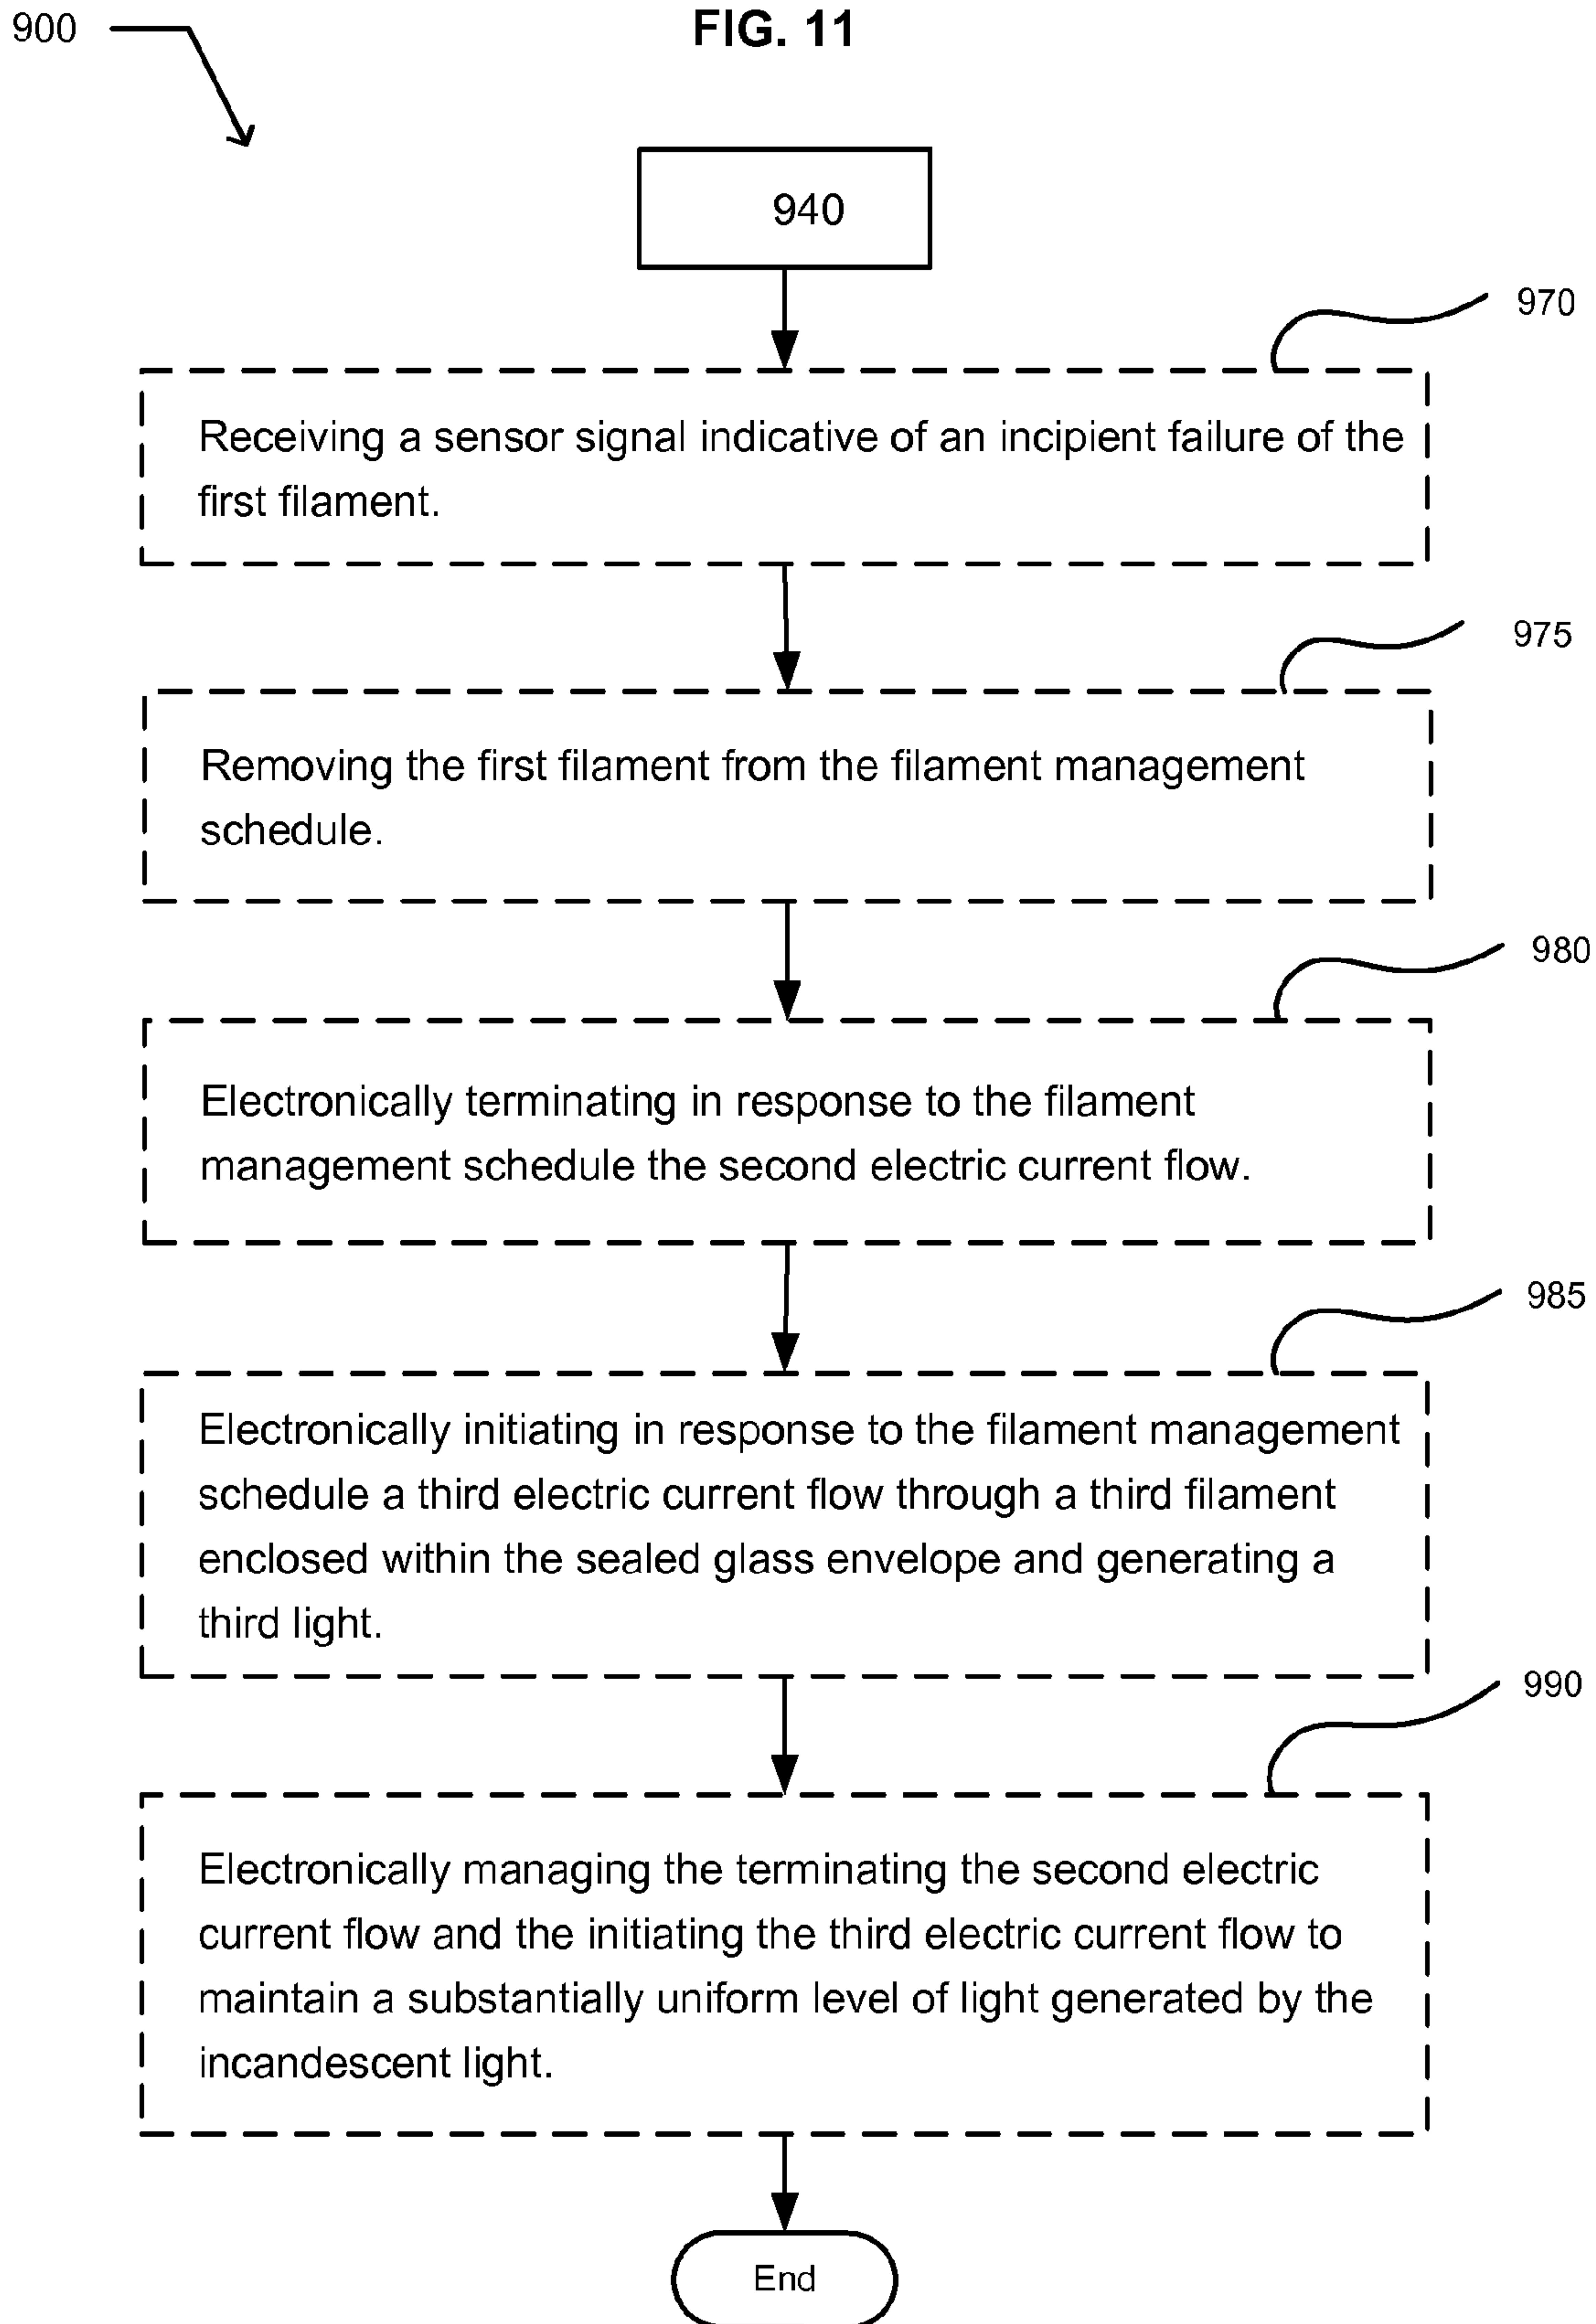 900
FIG. 11
940
970
Receiving a sensor signal indicative of an incipient failure of the
first filament.
975
Removing the first filament from the filament management
schedule.
980
Electronically terminating in response to the filament
management schedule the second electric current flow.
985
Electronically initiating in response to the filament management
schedule a third electric current flow through a third filament
enclosed within the sealed glass envelope and generating a
third light.
990
Electronically managing the terminating the second electric
current flow and the initiating the third electric current flow to
maintain a substantially uniform level of light generated by the
incandescent light.
End